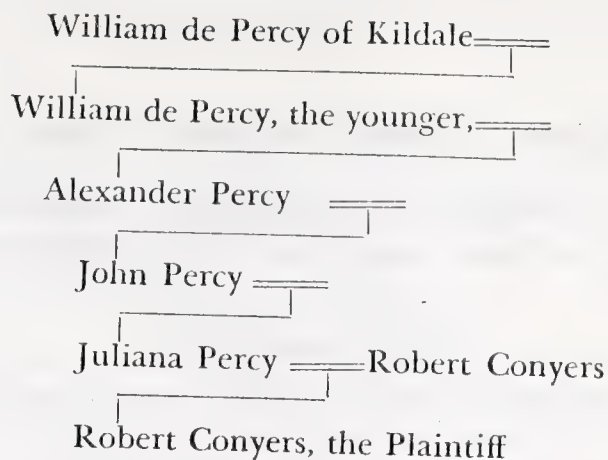 William de Percy of Kildale
William de Percy, the younger,
Alexander Percy
John Percy
Juliana Percy Robert Conyers
Robert Conyers, the Plaintiff